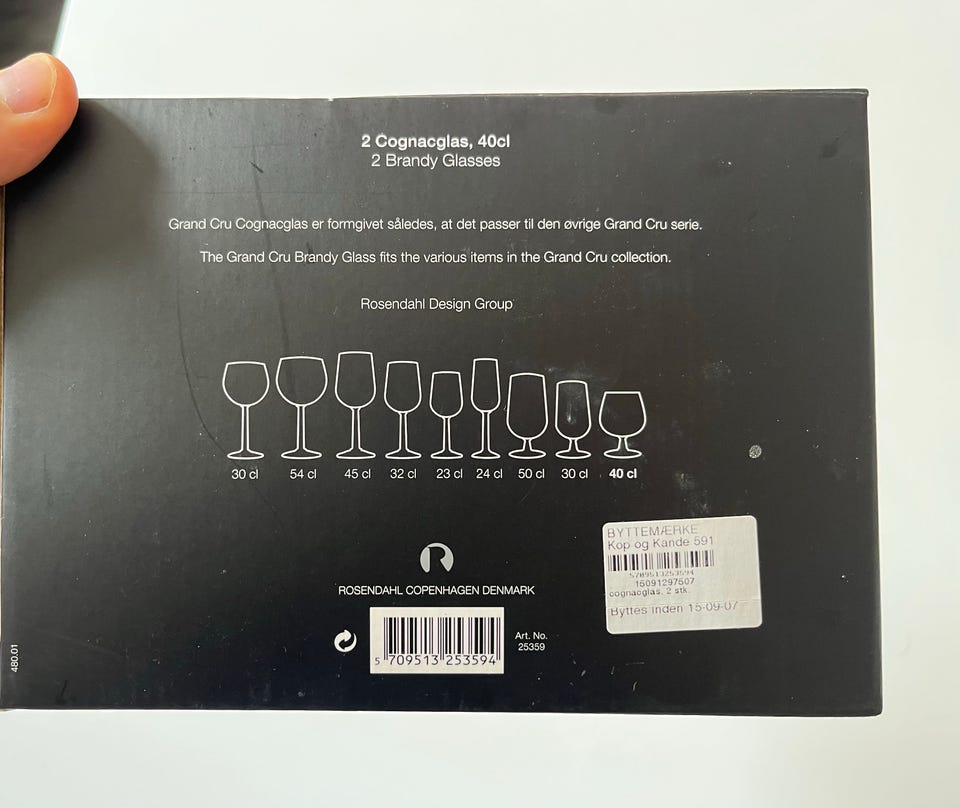 2 Cognacglas, 40cl
2 Brandy Glasses
Grand Cru Cognacglas er formgivet således, at det passer til den øvrige Grand Cru serie.
The Grand Cru Brandy Glass fits the various items in the Grand Cru collection.
Rosendahl Design Group
30 cl 54 cl 45 cl 32 cl 23 cl 24 cl 50 cl 30 cl 40 cl
BYTTEMÆRKE
Kop og Kande 591
5709513253594
15091297507
cognacglas, 2 stk.
Byttes inden 15-09-07
ROSENDAHL COPENHAGEN DENMARK
5 709513 253594
Art. No.
25359
480.01